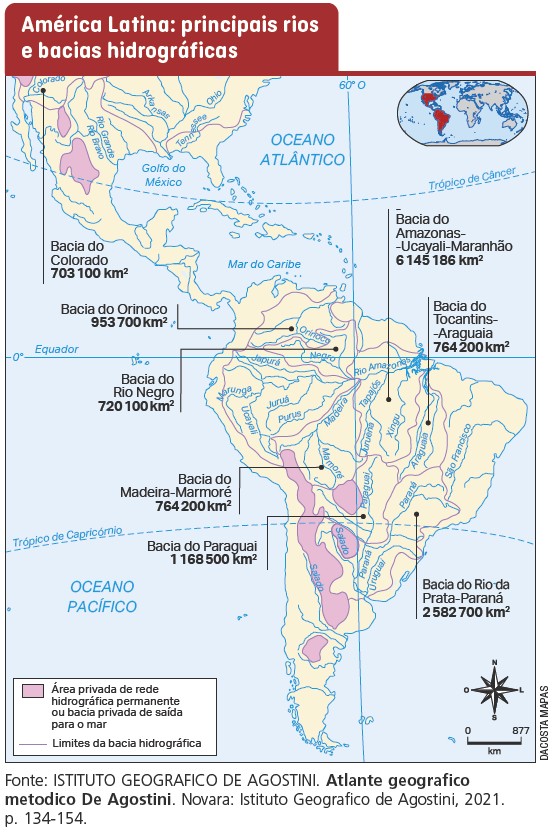 América Latina: principais rios
e bacias hidrográficas
60° O
Colorado
Arkansas
Ohio
Tennessee
Rio Grande
Rio Bravo
OCEANO
ATLÂNTICO
Golfo do
México
Trópico de Câncer
Bacia do
Colorado
703 100 km²
Mar do Caribe
Bacia do
Amazonas-
-Ucayali-Maranhão
6 145 186 km²
Bacia do Orinoco
953 700 km²
Bacia do
Tocantins-
-Araguaia
764 200 km²
Orinoco
Equador
0°
Negro
Japurá
Rio Amazonas
Bacia do
Rio Negro
720 100 km²
Marunga
Ucayali
Juruá
Purus
Madeira
Tapajós
Juruena
Xingu
Araguaia
São Francisco
Mamoré
Paraguai
Paraná
Bacia do
Madeira-Marmoré
764 200 km²
Trópico de Capricórnio
Bacia do Paraguai
1 168 500 km²
Salado
Salado
Paraná
Uruguai
OCEANO
PACÍFICO
Bacia do Rio da
Prata-Paraná
2 582 700 km²
Área privada de rede
hidrográfica permanente
ou bacia privada de saída
para o mar
Limites da bacia hidrográfica
N
O
L
S
0
877
km
DACOSTA MAPAS
Fonte: ISTITUTO GEOGRAFICO DE AGOSTINI. Atlante geografico
metodico De Agostini. Novara: Istituto Geografico de Agostini, 2021.
p. 134-154.